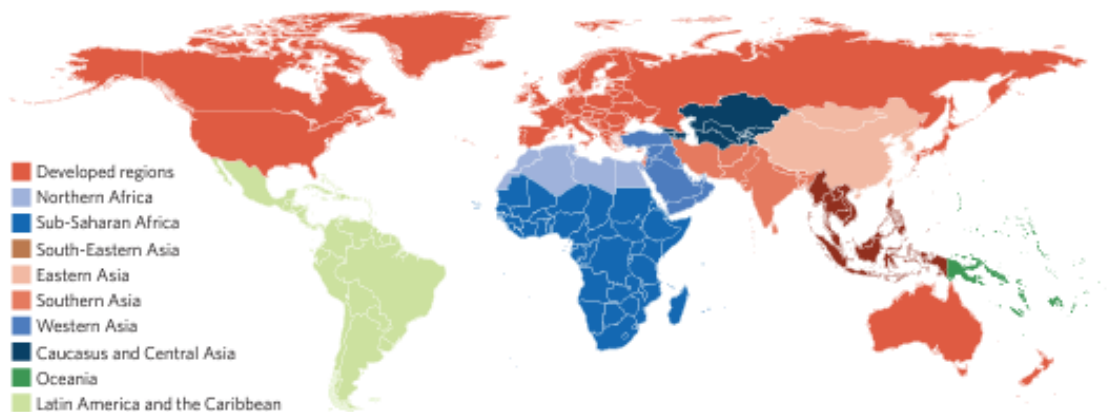 Developed regions
Northern Africa
Sub-Saharan Africa
South-Eastern Asia
Eastern Asia
Southern Asia
Western Asia
Caucasus and Central Asia
Oceania
Latin America and the Caribbean